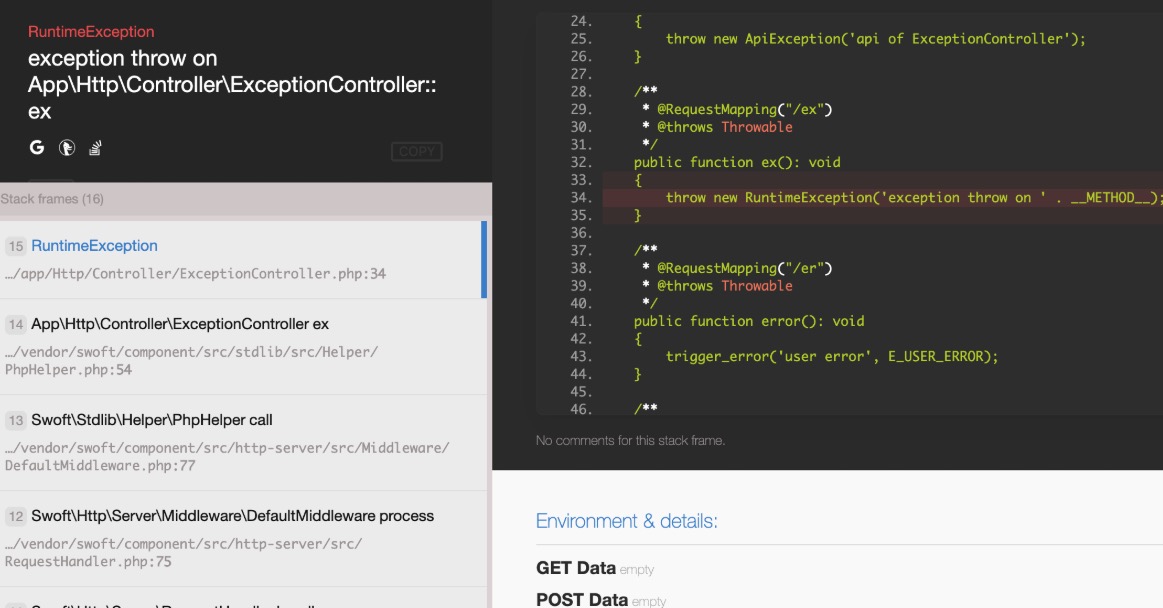 RuntimeException
exception throw on
App\Http\Controller\ExceptionController::
ex
COPY
Stack frames (16)
15 RuntimeException
…/app/Http/Controller/ExceptionController.php:34
14 App\Http\Controller\ExceptionController ex
…/vendor/swoft/component/src/stdlib/src/Helper/
PhpHelper.php:54
13 Swoft\Stdlib\Helper\PhpHelper call
…/vendor/swoft/component/src/http-server/src/Middleware/
DefaultMiddleware.php:77
12 Swoft\Http\Server\Middleware\DefaultMiddleware process
…/vendor/swoft/component/src/http-server/src/
RequestHandler.php:75
24. {
25. throw new ApiException('api of ExceptionController');
26. }
27.
28. /**
29. * @RequestMapping("/ex")
30. * @throws Throwable
31. */
32. public function ex(): void
33. {
34. throw new RuntimeException('exception throw on ' . __METHOD__);
35. }
36.
37. /**
38. * @RequestMapping("/er")
39. * @throws Throwable
40. */
41. public function error(): void
42. {
43. trigger_error('user error', E_USER_ERROR);
44. }
45.
46. /**
No comments for this stack frame.
Environment & details:
GET Data empty
POST Data empty